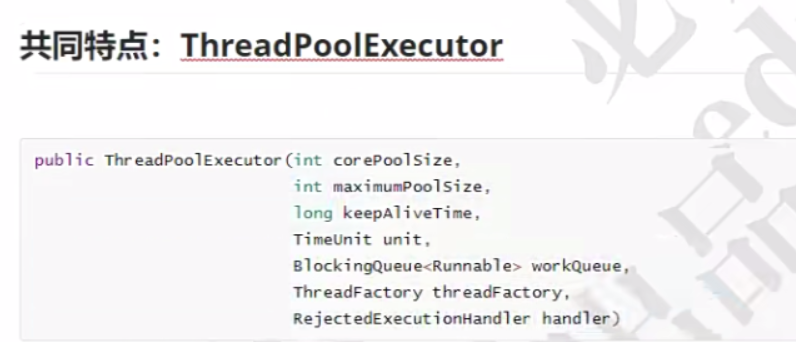 共同特点：ThreadPoolExecutor
public ThreadPoolExecutor(int corePoolSize,
int maximumPoolSize,
long keepAliveTime,
TimeUnit unit,
BlockingQueue<Runnable> workQueue,
ThreadFactory threadFactory,
RejectedExecutionHandler handler)